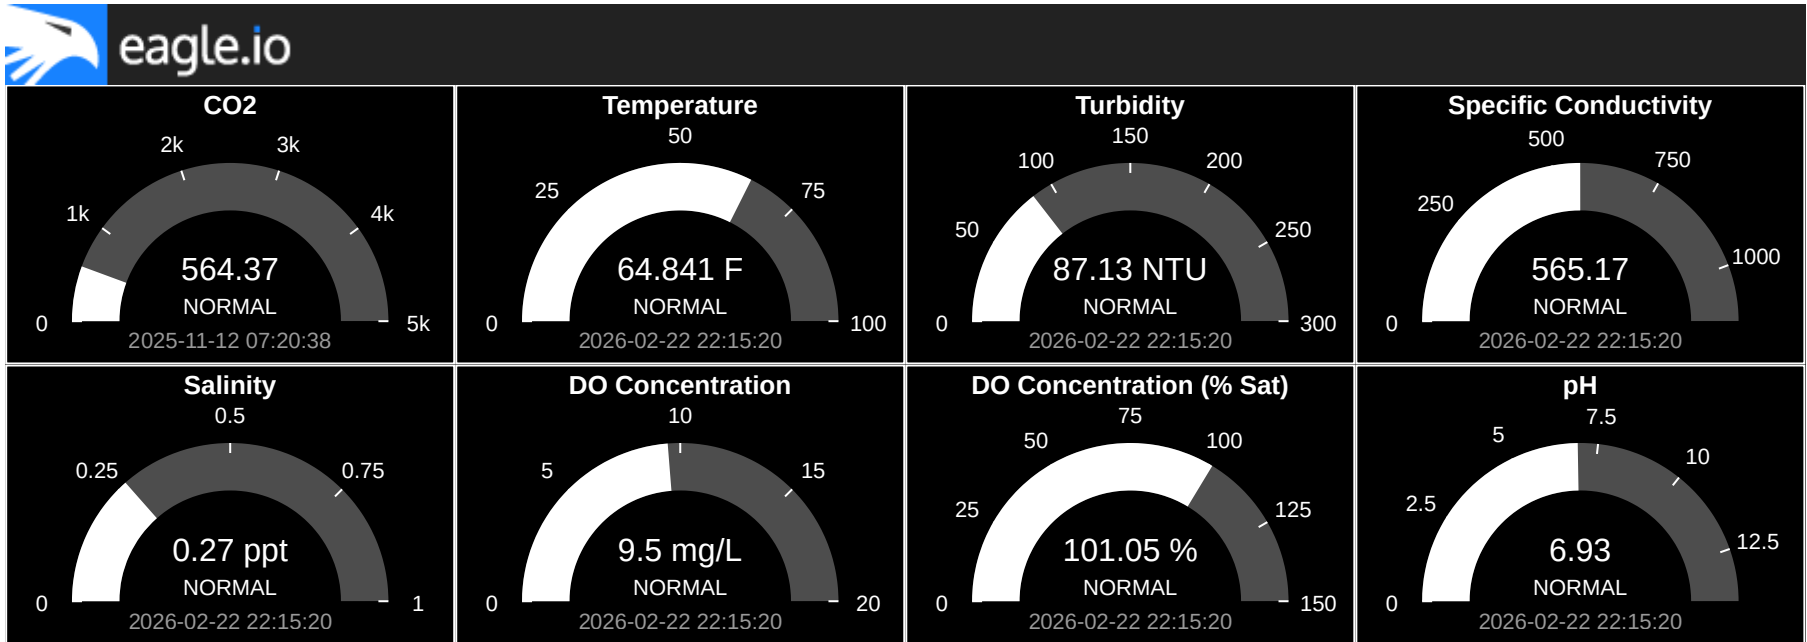 eagle.io
CO2
0
1k
2k
3k
4k
5k
564.37
NORMAL
2025-11-12 07:20:38
Temperature
0
25
50
75
100
64.841 F
NORMAL
2026-02-22 22:15:20
Turbidity
0
50
100
150
200
250
300
87.13 NTU
NORMAL
2026-02-22 22:15:20
Specific Conductivity
0
250
500
750
1000
565.17
NORMAL
2026-02-22 22:15:20
Salinity
0
0.25
0.5
0.75
1
0.27 ppt
NORMAL
2026-02-22 22:15:20
DO Concentration
0
5
10
15
20
9.5 mg/L
NORMAL
2026-02-22 22:15:20
DO Concentration (% Sat)
0
25
50
75
100
125
150
101.05 %
NORMAL
2026-02-22 22:15:20
pH
0
2.5
5
7.5
10
12.5
6.93
NORMAL
2026-02-22 22:15:20